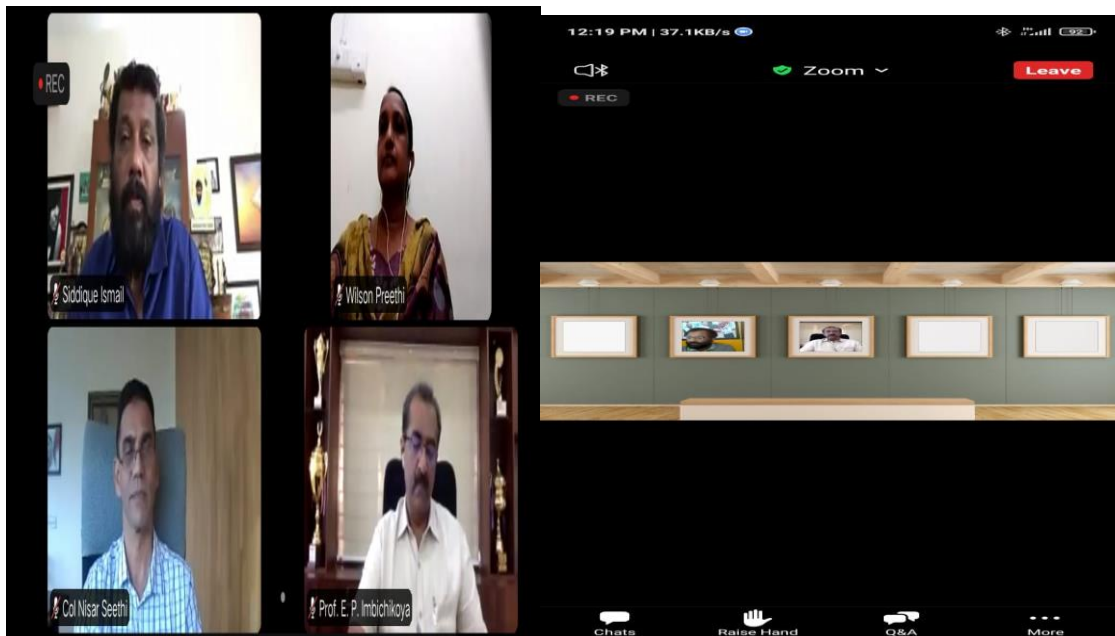 REC
Siddique Ismail
Wilson Preethi
Col Nisar Seethi
Prof. E. P. Imbichikoya
12:19 PM | 37.1KB/s
92
Zoom
Leave
REC
Chats
Raise Hand
Q&A
More